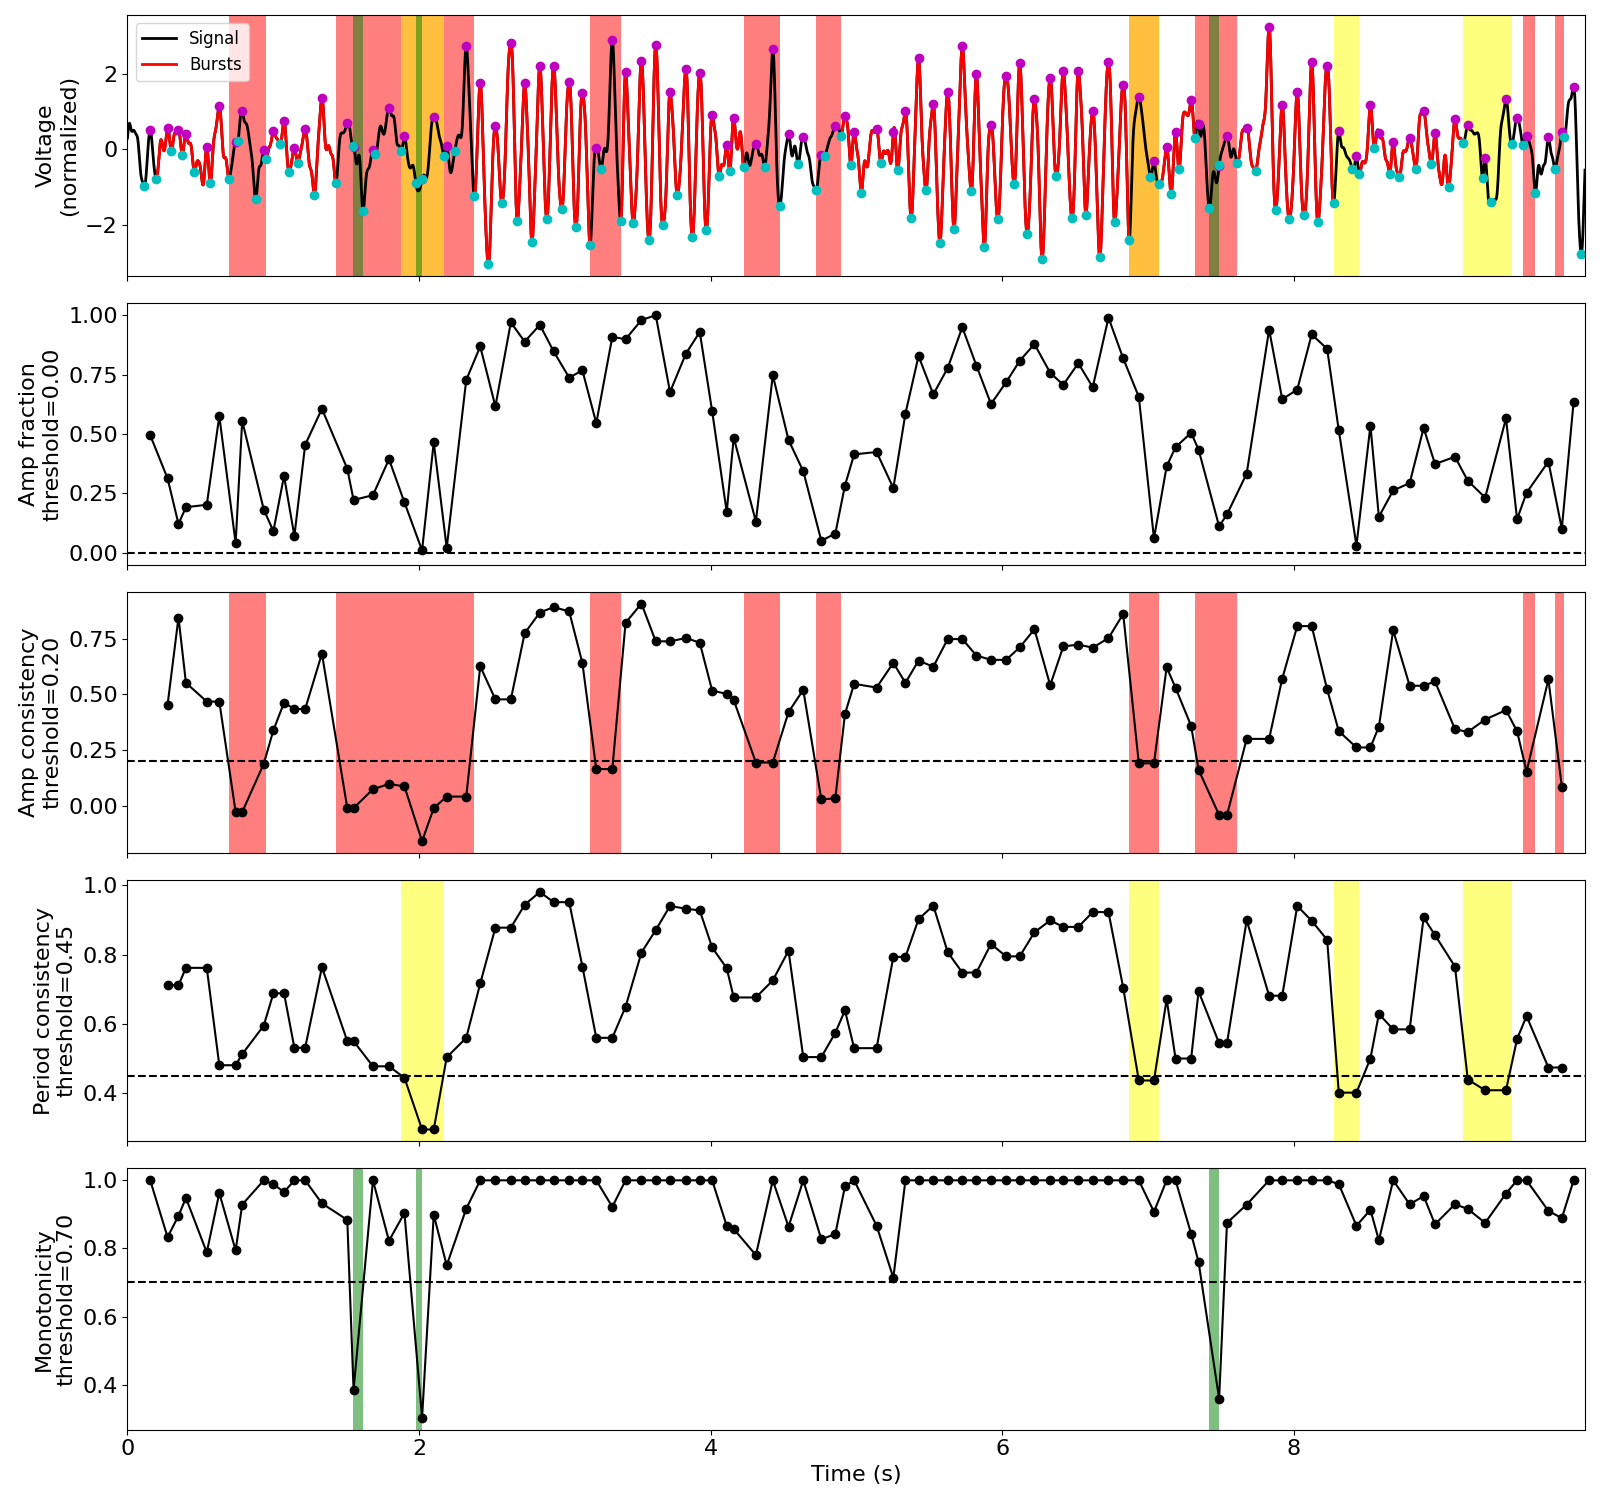 Voltage
(normalized)
2
0
−2
Signal
Bursts
Amp fraction
threshold=0.00
1.00
0.75
0.50
0.25
0.00
Amp consistency
threshold=0.20
0.75
0.50
0.25
0.00
Period consistency
threshold=0.45
1.0
0.8
0.6
0.4
Monotonicity
threshold=0.70
1.0
0.8
0.6
0.4
0 2 4 6 8
Time (s)